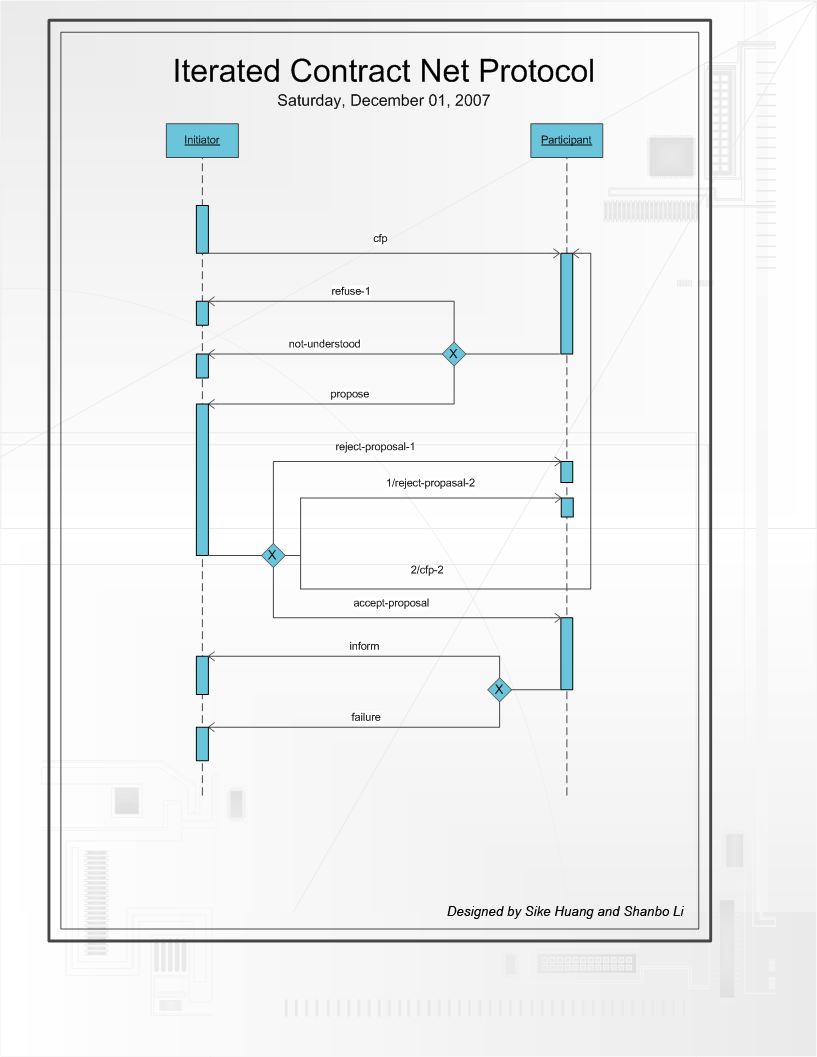 Iterated Contract Net Protocol
Saturday, December 01, 2007
Initiator
Participant
cfp
refuse-1
not-understood
X
propose
reject-proposal-1
1/reject-propasal-2
X
2/cfp-2
accept-proposal
inform
X
failure
Designed by Sike Huang and Shanbo Li